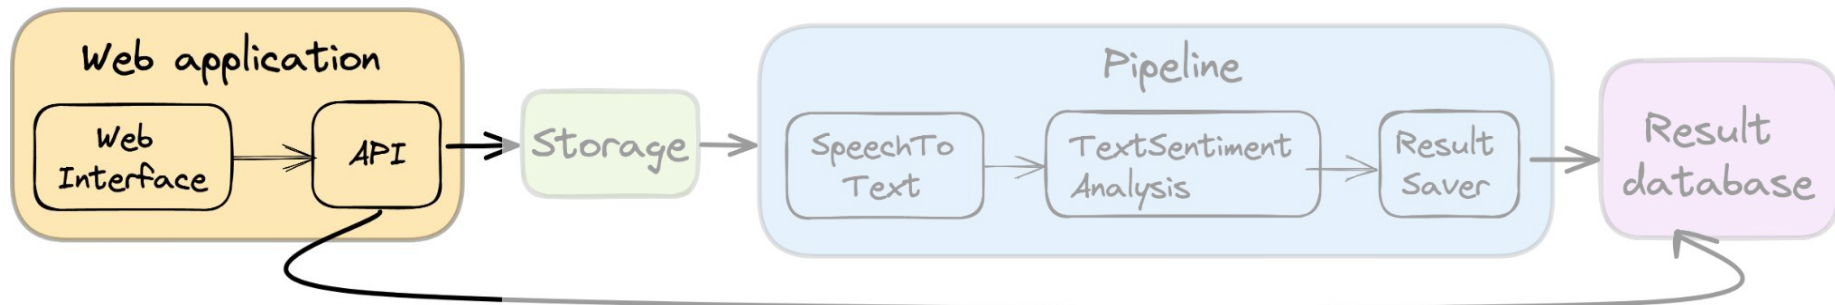 Web application
Web
Interface
API
Storage
Pipeline
SpeechTo
Text
TextSentiment
Analysis
Result
Saver
Result
database